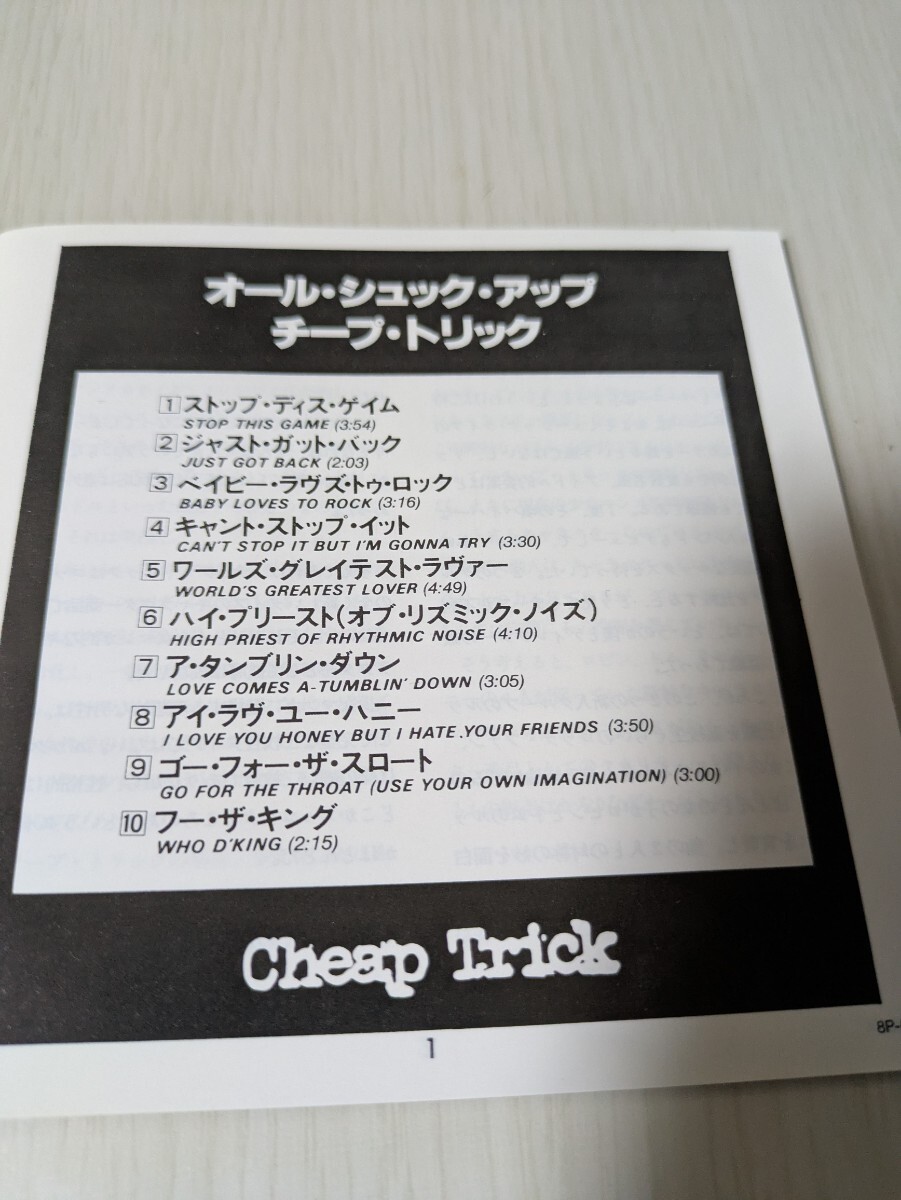 オール・シュック・アップ
チープ・トリック
1 ストップ・ディス・ゲイム
STOP THIS GAME (3:54)
2 ジャスト・ガット・バック
JUST GOT BACK (2:03)
3 ベイビー・ラヴズ・トゥ・ロック
BABY LOVES TO ROCK (3:16)
4 キャント・ストップ・イット
CAN'T STOP IT BUT I'M GONNA TRY (3:30)
5 ワールズ・グレイテスト・ラヴァー
WORLD'S GREATEST LOVER (4:49)
6 ハイ・プリースト(オブ・リズミック・ノイズ)
HIGH PRIEST OF RHYTHMIC NOISE (4:10)
7 ア・タンブリン・ダウン
LOVE COMES A-TUMBLIN' DOWN (3:05)
8 アイ・ラヴ・ユー・ハニー
I LOVE YOU HONEY BUT I HATE.YOUR FRIENDS (3:50)
9 ゴー・フォー・ザ・スロート
GO FOR THE THROAT (USE YOUR OWN IMAGINATION) (3:00)
10 フー・ザ・キング
WHO D'KING (2:15)
Cheap Trick
1
8P-